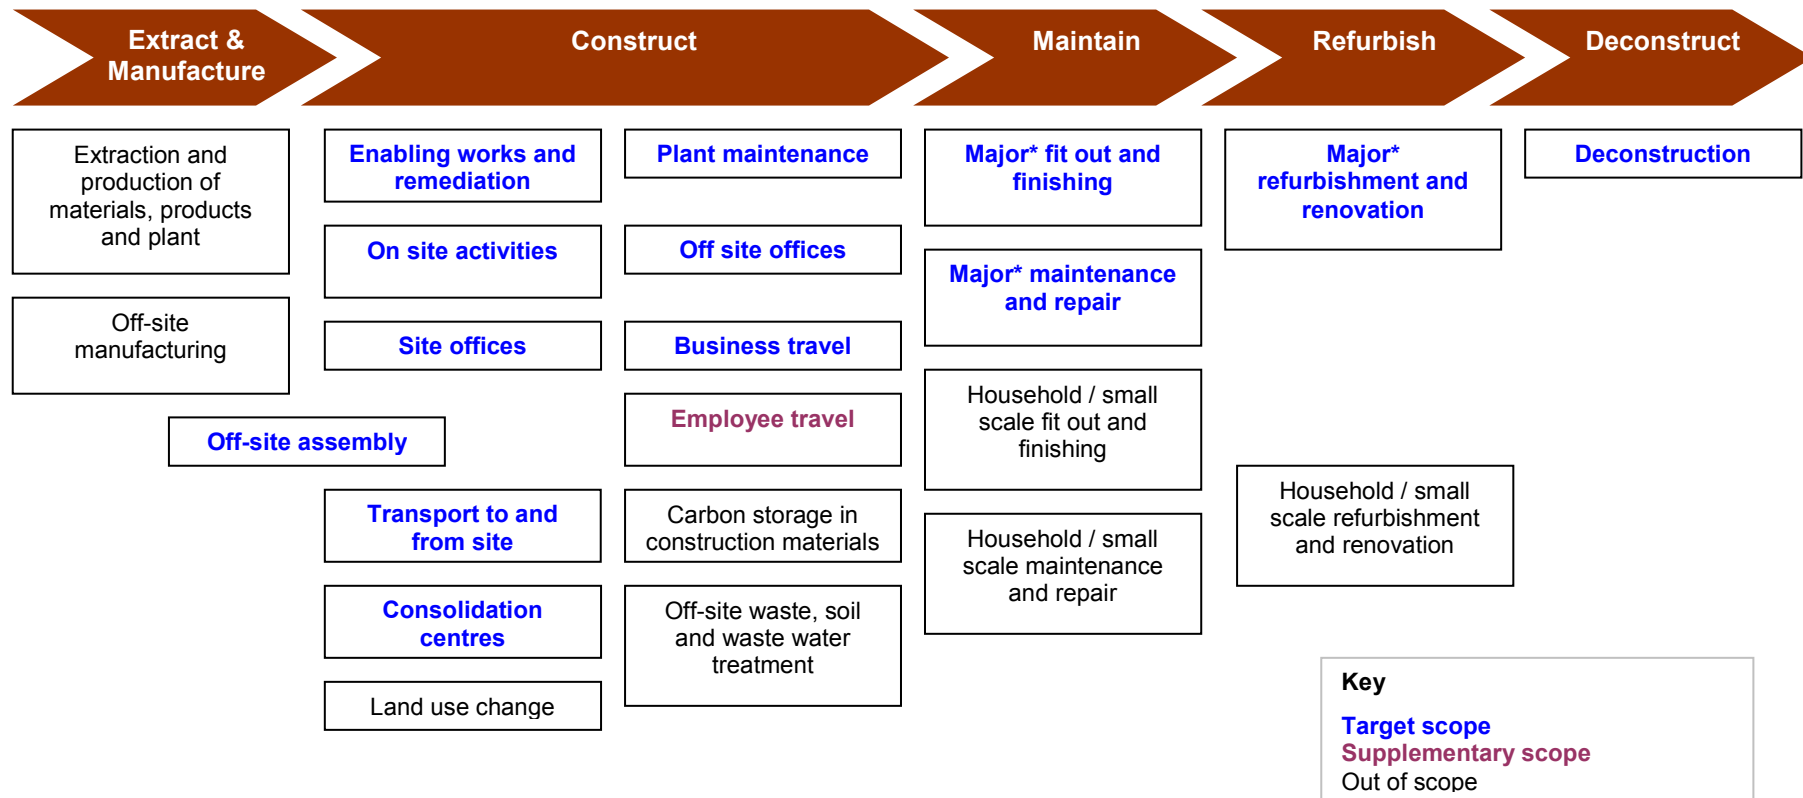 Extract &
Manufacture
Construct
Maintain
Refurbish
Deconstruct
Extraction and
production of
materials, products
and plant
Off-site
manufacturing
Off-site assembly
Enabling works and
remediation
On site activities
Site offices
Transport to and
from site
Consolidation
centres
Land use change
Plant maintenance
Off site offices
Business travel
Employee travel
Carbon storage in
construction materials
Off-site waste, soil
and waste water
treatment
Major* fit out and
finishing
Major* maintenance
and repair
Household / small
scale fit out and
finishing
Household / small
scale maintenance
and repair
Major*
refurbishment and
renovation
Household / small
scale refurbishment
and renovation
Deconstruction
Key
Target scope
Supplementary scope
Out of scope